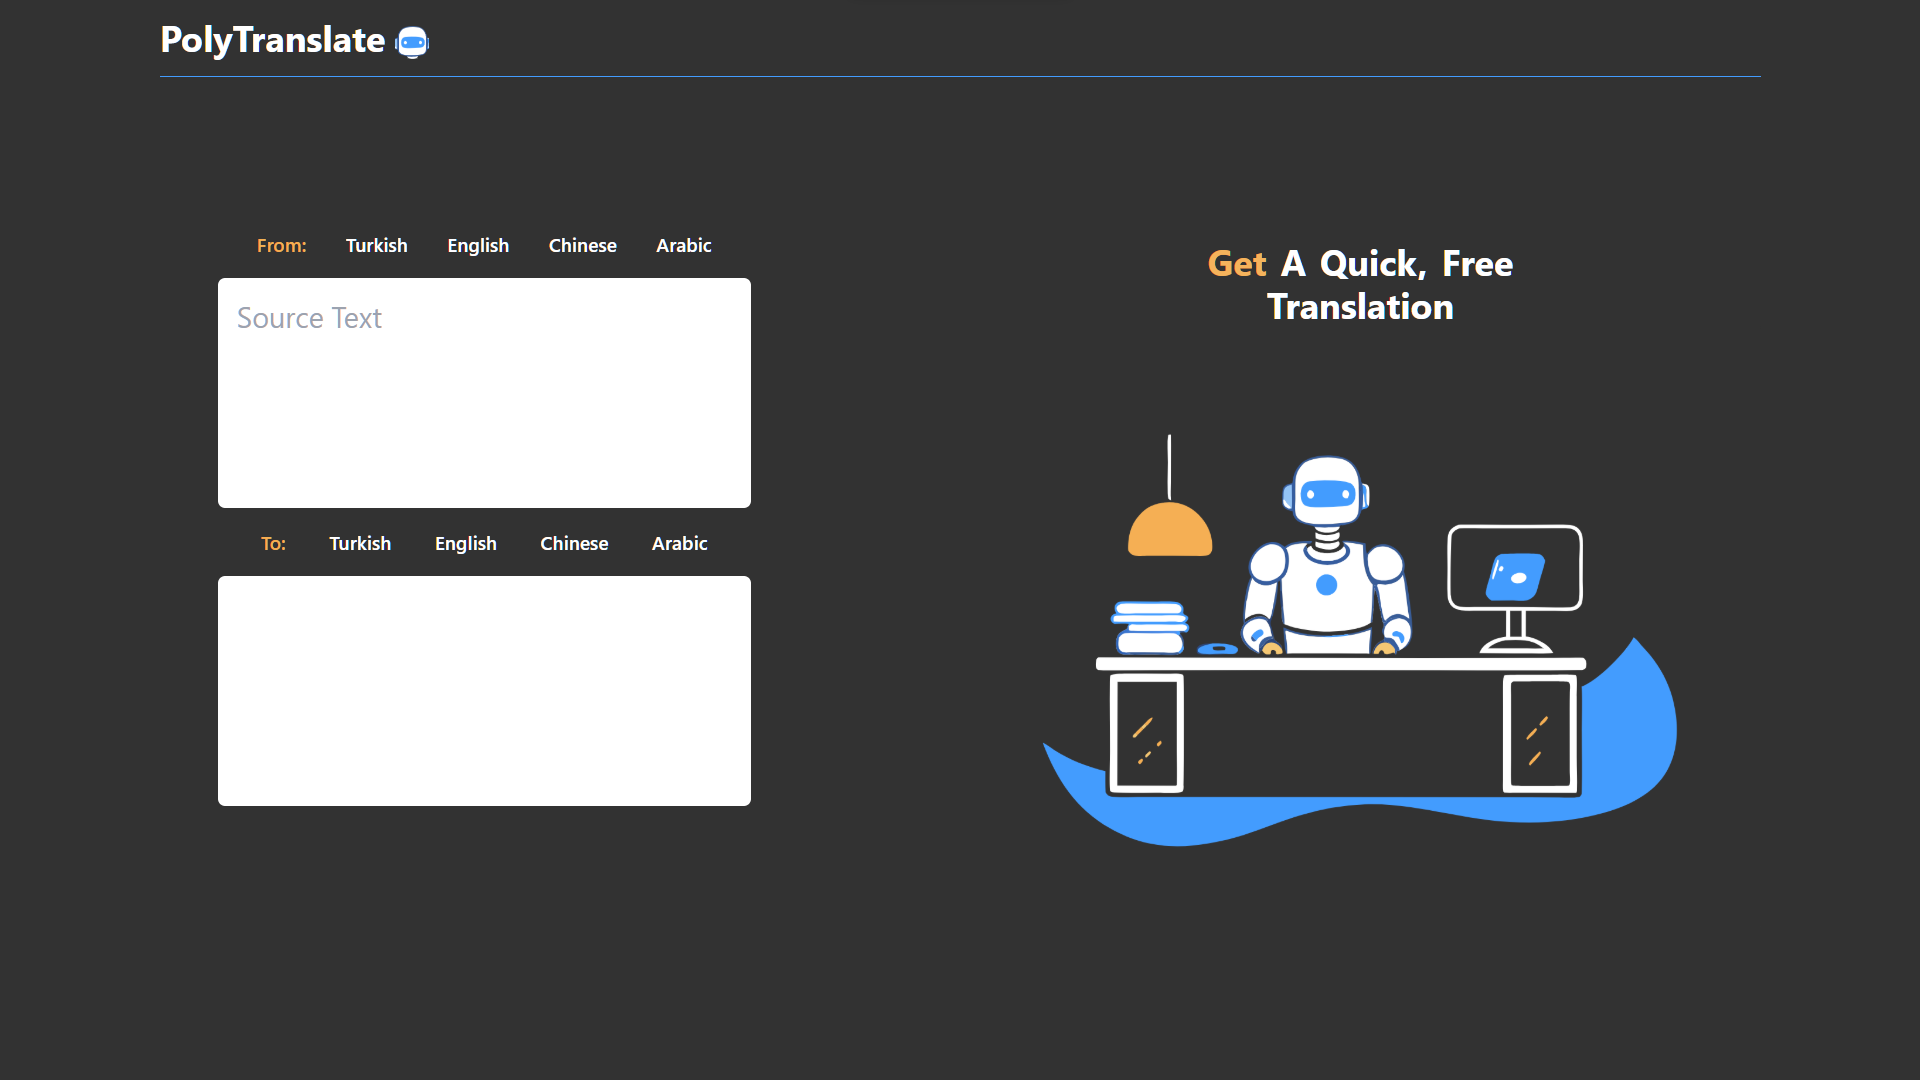 PolyTranslate
From: Turkish English Chinese Arabic
Source Text
To: Turkish English Chinese Arabic
Get A Quick, Free
Translation